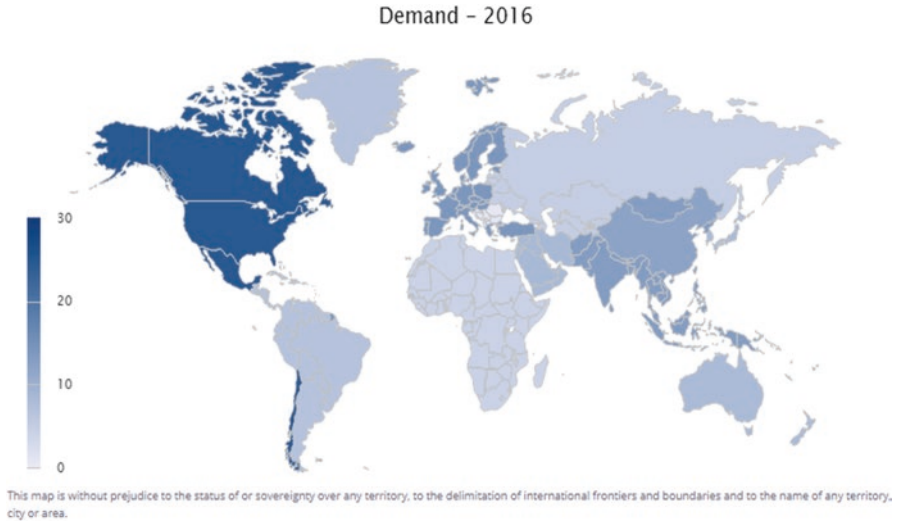 Demand – 2016
30
20
10
0
This map is without prejudice to the status of or sovereignty over any territory, to the delimitation of international frontiers and boundaries and to the name of any territory,
city or area.